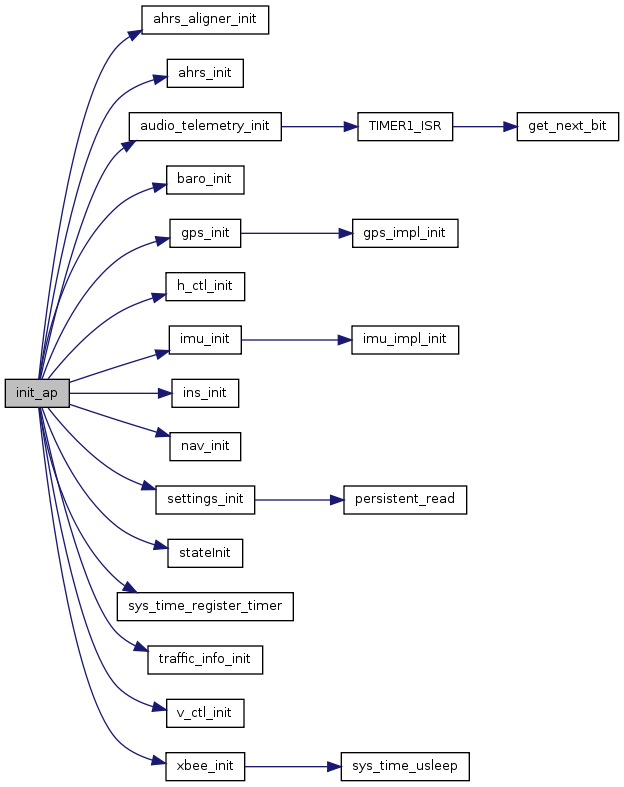 ahrs_aligner_init
ahrs_init
audio_telemetry_init TIMER1_ISR get_next_bit
baro_init
gps_init gps_impl_init
h_ctl_init
imu_init imu_impl_init
init_ap ins_init
nav_init
settings_init persistent_read
stateInit
sys_time_register_timer
traffic_info_init
v_ctl_init
xbee_init sys_time_usleep